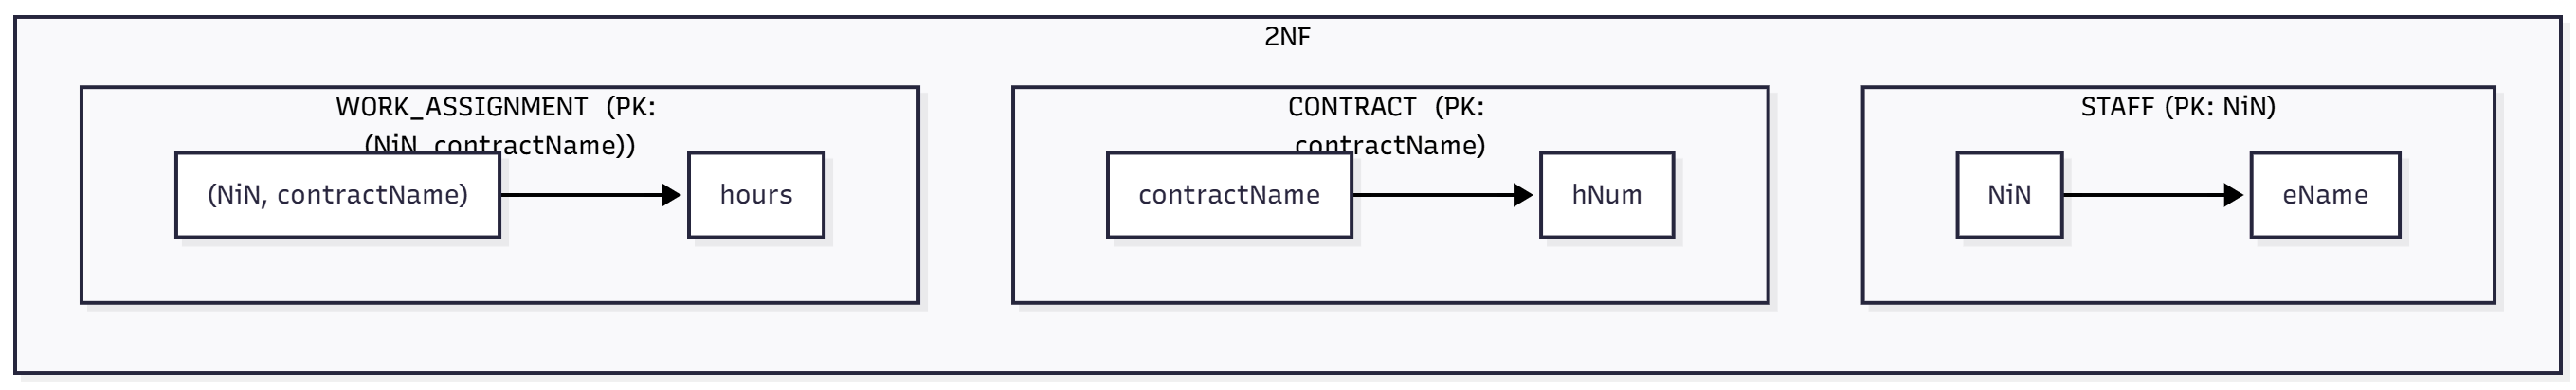 2NF
WORK_ASSIGNMENT (PK:
(NiN, contractName))
(NiN, contractName)
hours
CONTRACT (PK:
contractName)
contractName
hNum
STAFF (PK: NiN)
NiN
eName